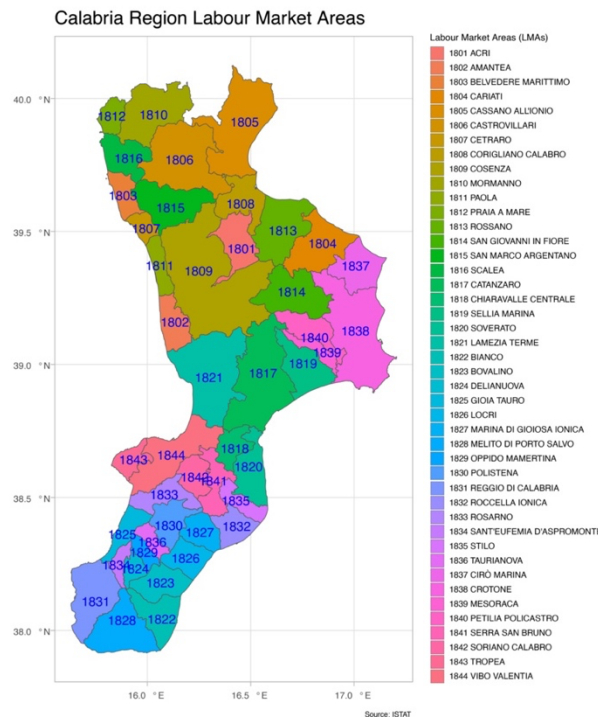 Calabria Region Labour Market Areas
Labour Market Areas (LMAs)
1801 ACRI
1802 AMANTEA
1803 BELVEDERE MARITTIMO
1804 CARIATI
1805 CASSANO ALL'IONIO
1806 CASTROVILLARI
1807 CETRARO
1808 CORIGLIANO CALABRO
1809 COSENZA
1810 MORMANNO
1811 PAOLA
1812 PRAIA A MARE
1813 ROSSANO
1814 SAN GIOVANNI IN FIORE
1815 SAN MARCO ARGENTANO
1816 SCALEA
1817 CATANZARO
1818 CHIARAVALLE CENTRALE
1819 SELLIA MARINA
1820 SOVERATO
1821 LAMEZIA TERME
1822 BIANCO
1823 BOVALINO
1824 DELIANUOVA
1825 GIOIA TAURO
1826 LOCRI
1827 MARINA DI GIOIOSA IONICA
1828 MELITO DI PORTO SALVO
1829 OPPIDO MAMERTINA
1830 POLISTENA
1831 REGGIO DI CALABRIA
1832 ROCCELLA IONICA
1833 ROSARNO
1834 SANT'EUFEMIA D'ASPROMONTE
1835 STILO
1836 TAURIANOVA
1837 CIRÒ MARINA
1838 CROTONE
1839 MESORACA
1840 PETILIA POLICASTRO
1841 SERRA SAN BRUNO
1842 SORIANO CALABRO
1843 TROPEA
1844 VIBO VALENTIA
40.0 °N
39.5 °N
39.0 °N
38.5 °N
38.0 °N
1812
1810
1805
1816
1806
1803
1815
1808
1807
1801
1813
1804
1811
1809
1837
1814
1802
1838
1840
1839
1821
1817
1819
1818
1844
1843
1820
1842
1841
1833
1835
1825
1830
1827
1832
1836
1829
1826
1834
1824
1823
1831
1828
1822
16.0 °E
16.5 °E
17.0 °E
Source: ISTAT